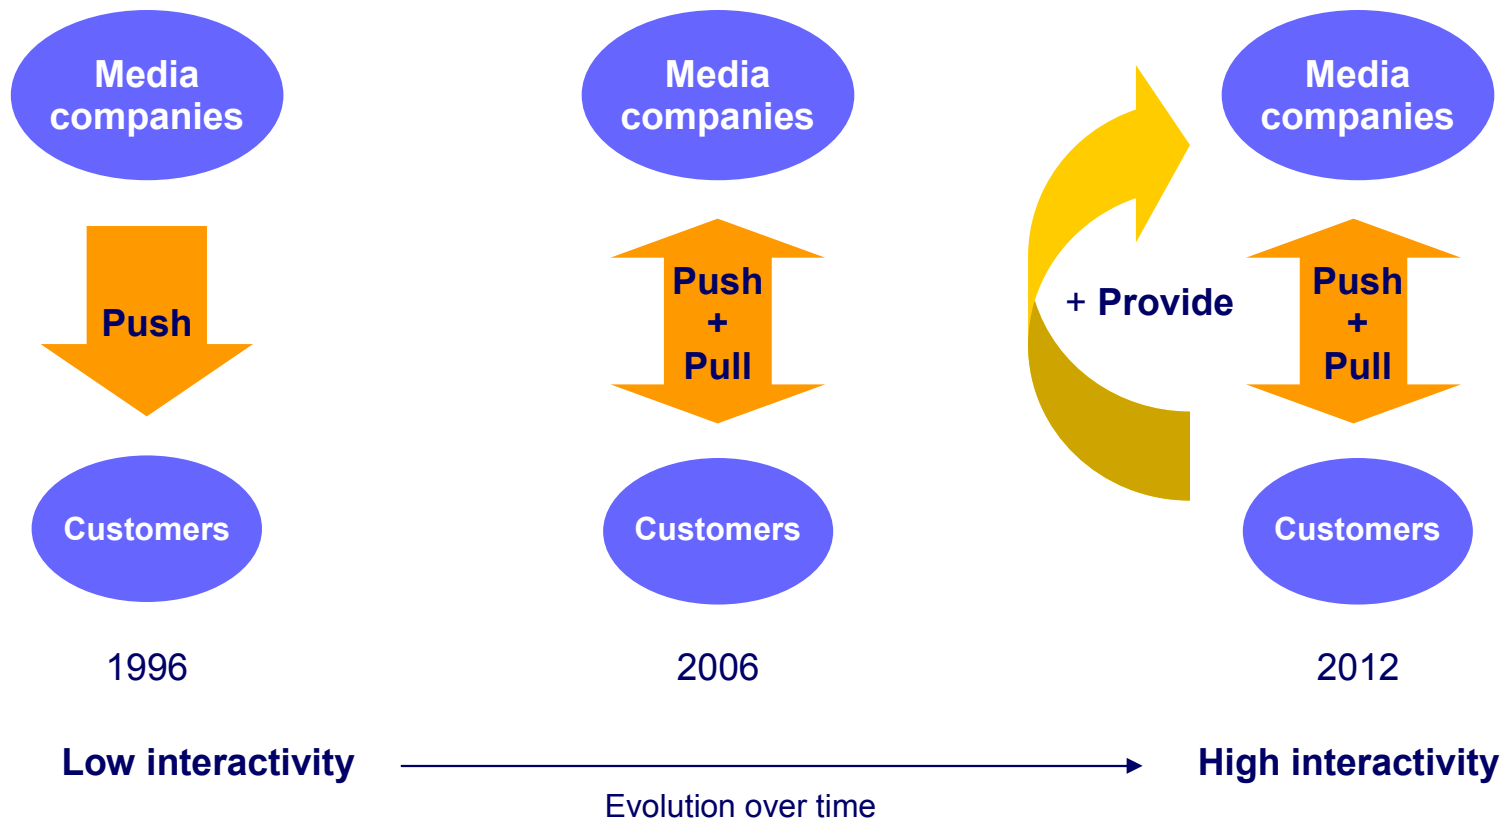 Media
companies
Media
companies
Media
companies
Push
Push
+
Pull
+ Provide
Push
+
Pull
Customers
Customers
Customers
1996
2006
2012
Low interactivity
High interactivity
Evolution over time